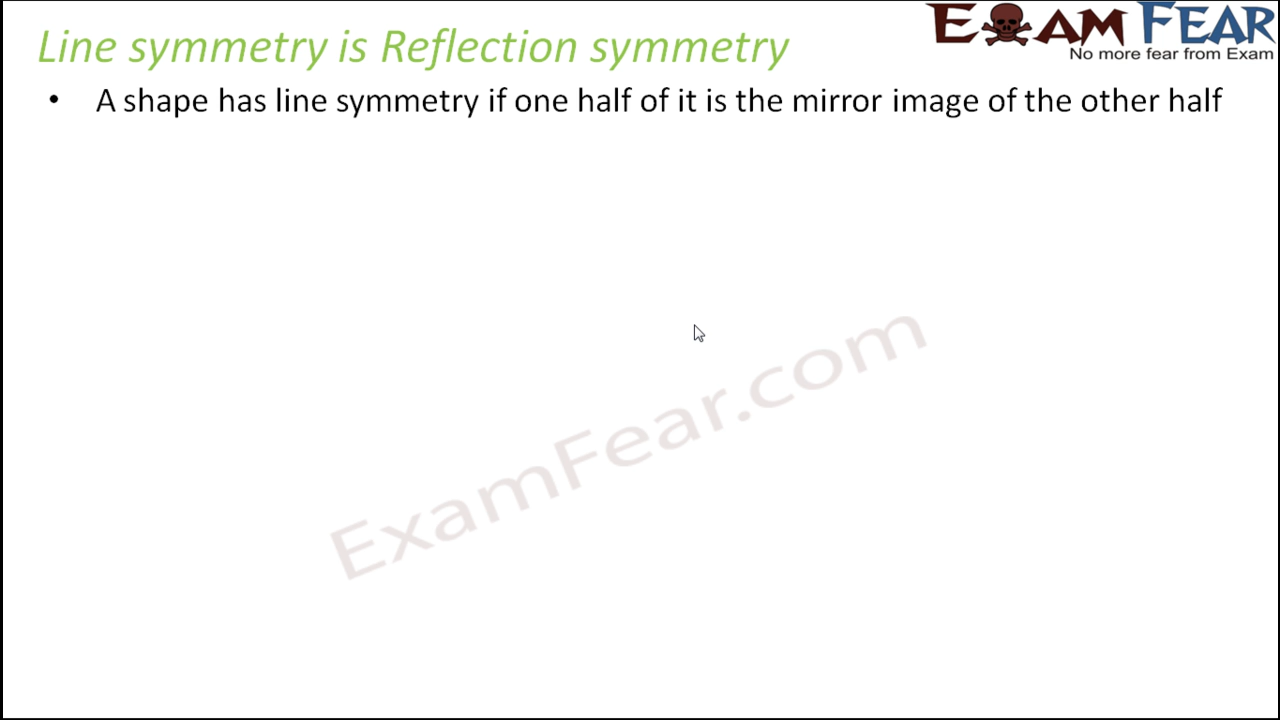 Line symmetry is Reflection symmetry
EXAM FEAR
No more fear from Exam
• A shape has line symmetry if one half of it is the mirror image of the other half
ExamFear.com